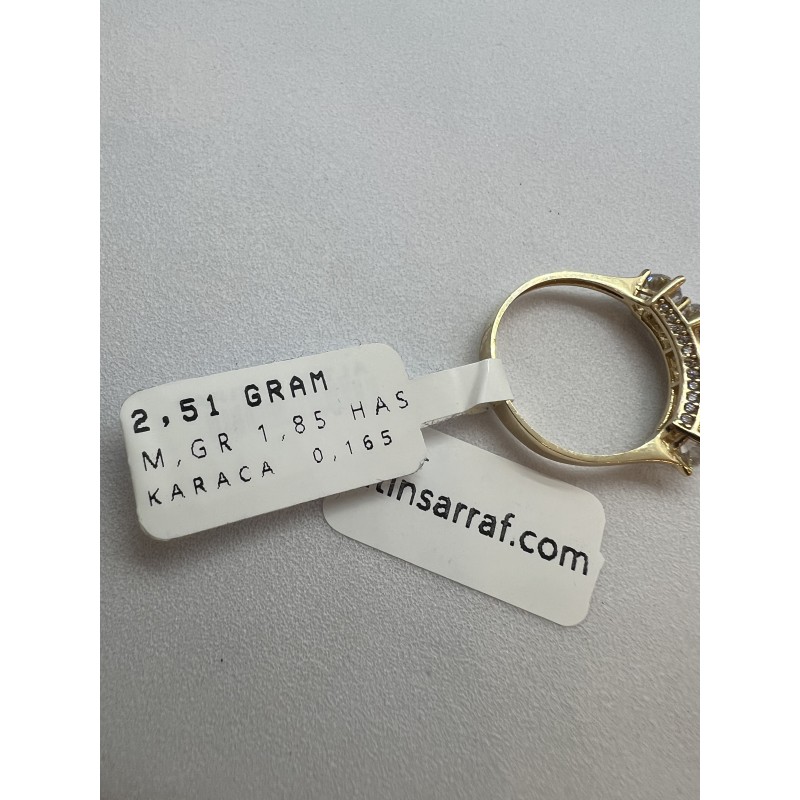 2,51 GRAM
M,GR 1,85 HAS
KARACA 0,165
tinsarraf.com